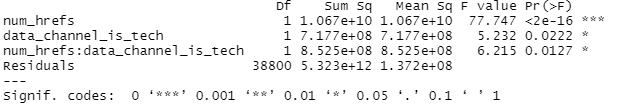 Df Sum Sq Mean Sq F value Pr(>F)
num_hrefs 1 1.067e+10 1.067e+10 77.747 <2e-16 ***
data_channel_is_tech 1 7.177e+08 7.177e+08 5.232 0.0222 *
num_hrefs:data_channel_is_tech 1 8.525e+08 8.525e+08 6.215 0.0127 *
Residuals 38800 5.323e+12 1.372e+08
---
Signif. codes: 0 ‘***’ 0.001 ‘**’ 0.01 ‘*’ 0.05 ‘.’ 0.1 ‘ ’ 1